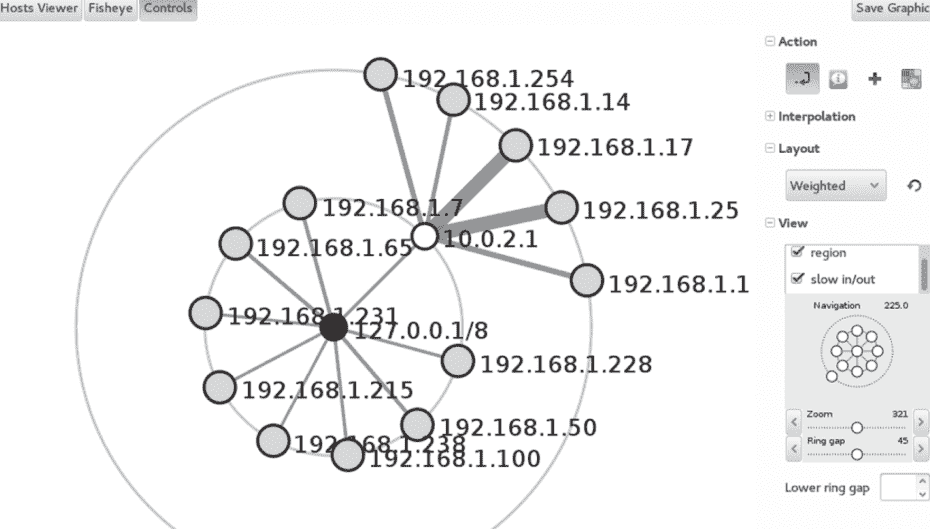 Hosts Viewer Fisheye Controls Save Graphic
Action
Interpolation
Layout
Weighted
View
region
slow in/out
Navigation 225.0
Zoom 321
Ring gap 45
Lower ring gap
192.168.1.254
192.168.1.14
192.168.1.17
192.168.1.7
192.168.1.25
10.0.2.1
192.168.1.65
192.168.1.1
192.168.1.231
127.0.0.1/8
192.168.1.228
192.168.1.215
192.168.1.50
192.168.1.238
192.168.1.100